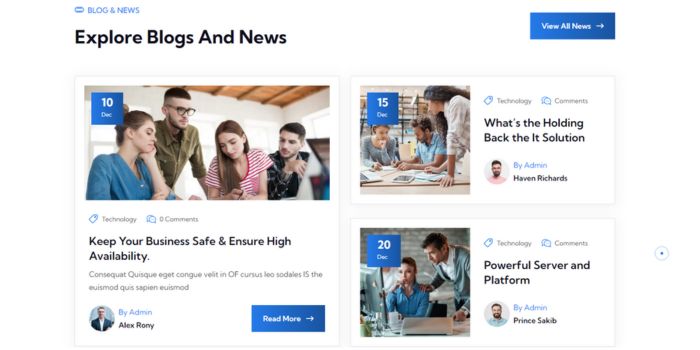 BLOG & NEWS
Explore Blogs And News
View All News
10
Dec
Technology
0 Comments
Keep Your Business Safe & Ensure High
Availability.
Consequat Quisque eget congue velit in OF cursus leo sodales IS the
euismod quis sapien euismod
By Admin
Alex Rony
Read More
15
Dec
Technology
Comments
What's the Holding
Back the It Solution
By Admin
Haven Richards
20
Dec
Technology
Comments
Powerful Server and
Platform
By Admin
Prince Sakib